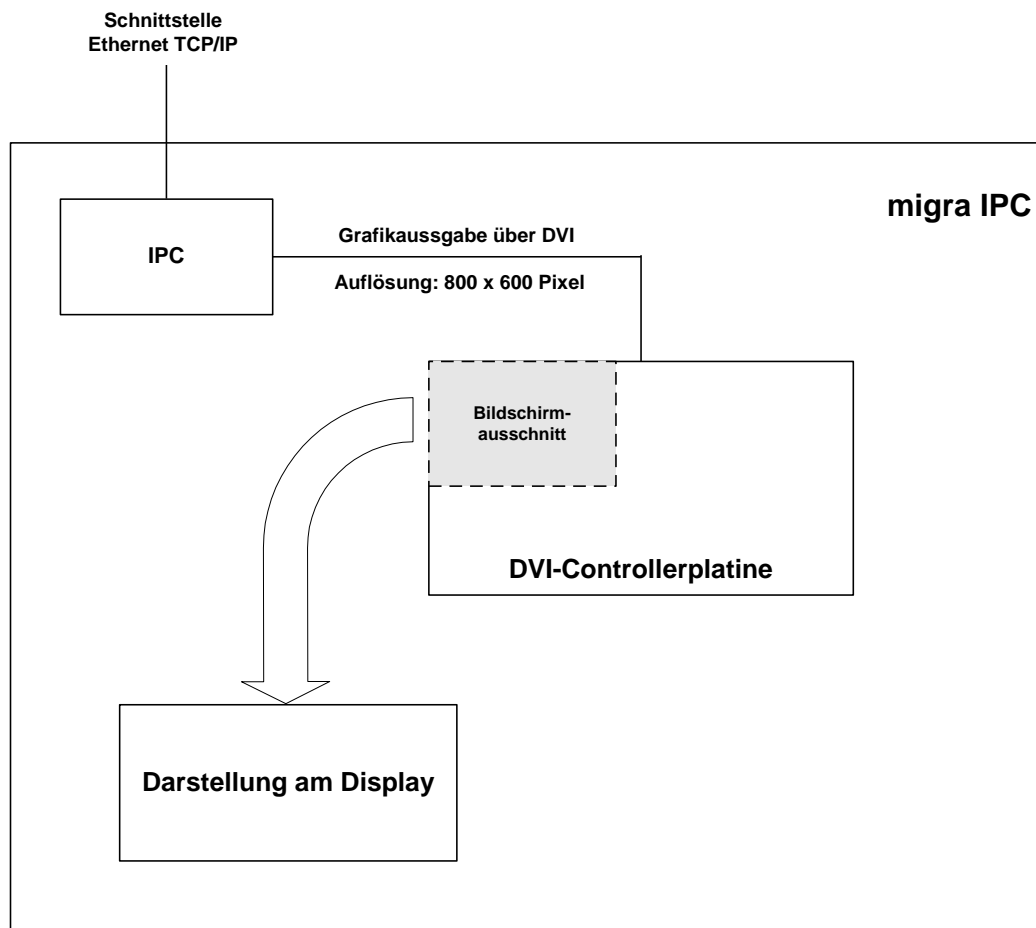 Schnittstelle
Ethernet TCP/IP
migra IPC
IPC
Grafikaussgabe über DVI
Auflösung: 800 x 600 Pixel
Bildschirm-
ausschnitt
DVI-Controllerplatine
Darstellung am Display